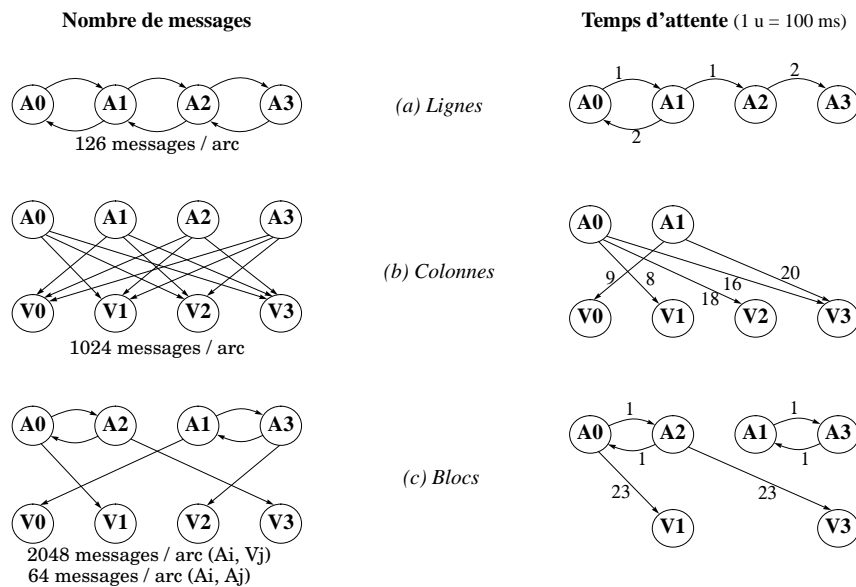 Nombre de messages
Temps d'attente (1 u = 100 ms)
A0 A1 A2 A3
126 messages / arc
(a) Lignes
1 1 2
A0 A1 A2 A3
2
A0 A1 A2 A3
V0 V1 V2 V3
1024 messages / arc
(b) Colonnes
A0 A1
9 8 18 16 20
V0 V1 V2 V3
A0 A2 A1 A3
V0 V1 V2 V3
2048 messages / arc (Ai, Vj)
64 messages / arc (Ai, Aj)
(c) Blocs
1 1
A0 A2 A1 A3
1 1
23 23
V1 V3